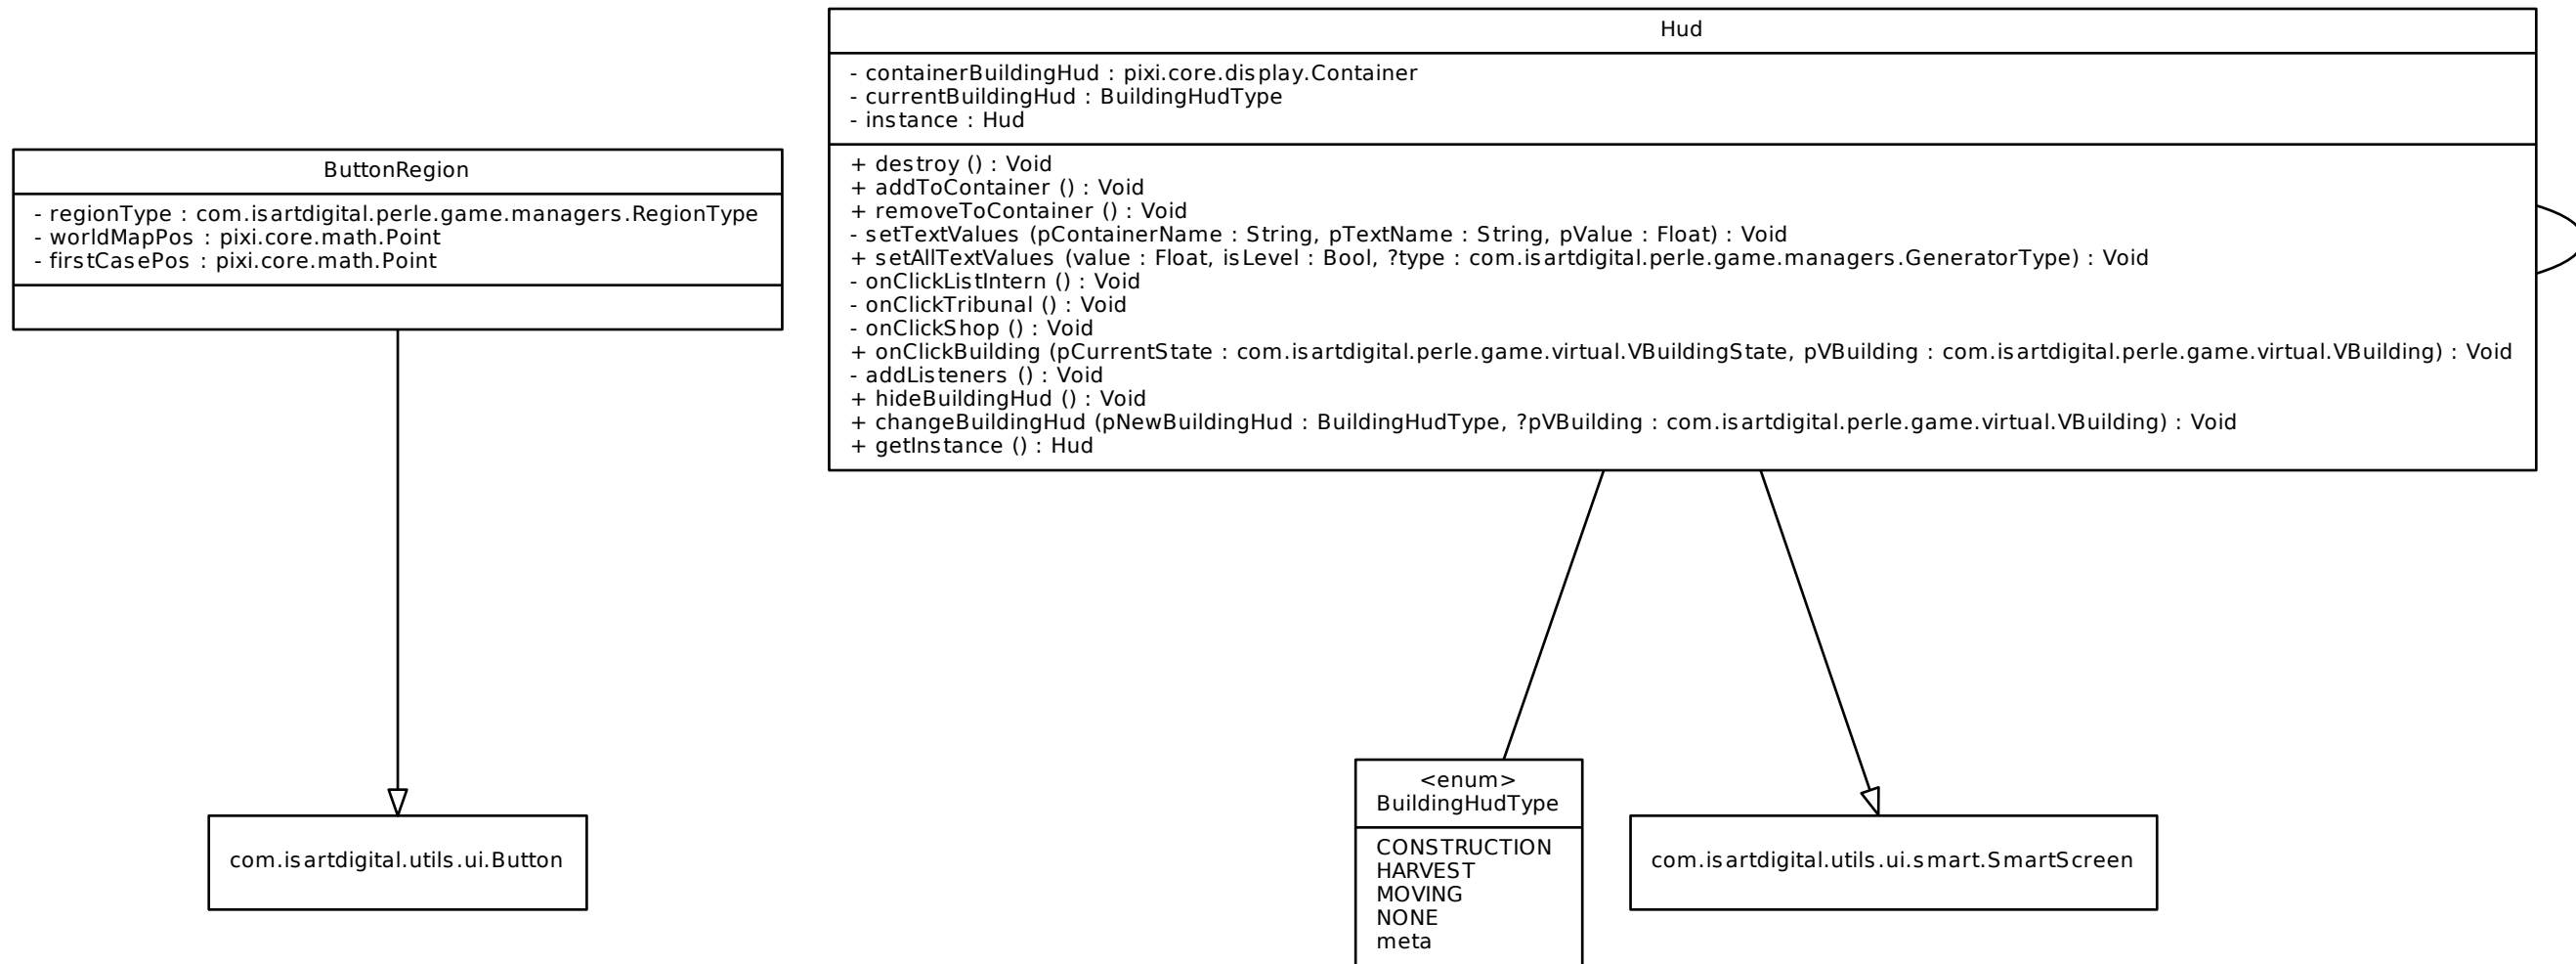 Hud
- containerBuildingHud : pixi.core.display.Container
- currentBuildingHud : BuildingHudType
- instance : Hud
+ destroy () : Void
+ addToContainer () : Void
+ removeToContainer () : Void
- setTextValues (pContainerName : String, pTextName : String, pValue : Float) : Void
+ setAllTextValues (value : Float, isLevel : Bool, ?type : com.isartdigital.perle.game.managers.GeneratorType) : Void
- onClickListIntern () : Void
- onClickTribunal () : Void
- onClickShop () : Void
+ onClickBuilding (pCurrentState : com.isartdigital.perle.game.virtual.VBuildingState, pVBuilding : com.isartdigital.perle.game.virtual.VBuilding) : Void
- addListeners () : Void
+ hideBuildingHud () : Void
+ changeBuildingHud (pNewBuildingHud : BuildingHudType, ?pVBuilding : com.isartdigital.perle.game.virtual.VBuilding) : Void
+ getInstance () : Hud
ButtonRegion
- regionType : com.isartdigital.perle.game.managers.RegionType
- worldMapPos : pixi.core.math.Point
- firstCasePos : pixi.core.math.Point
com.isartdigital.utils.ui.Button
<enum>
BuildingHudType
CONSTRUCTION
HARVEST
MOVING
NONE
meta
com.isartdigital.utils.ui.smart.SmartScreen